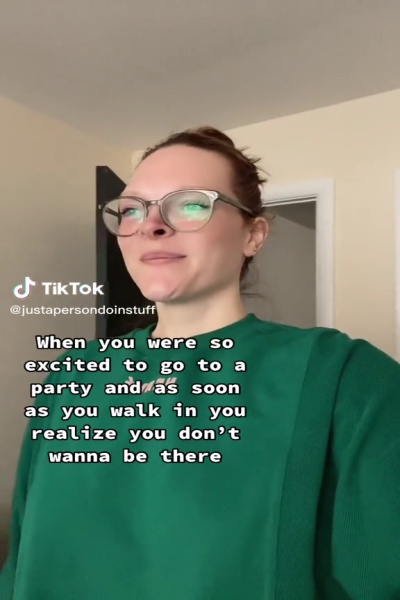 TikTok
@justapersondoinstuff
When you were so
excited to go to a
party and as soon
as you walk in you
realize you don't
wanna be there